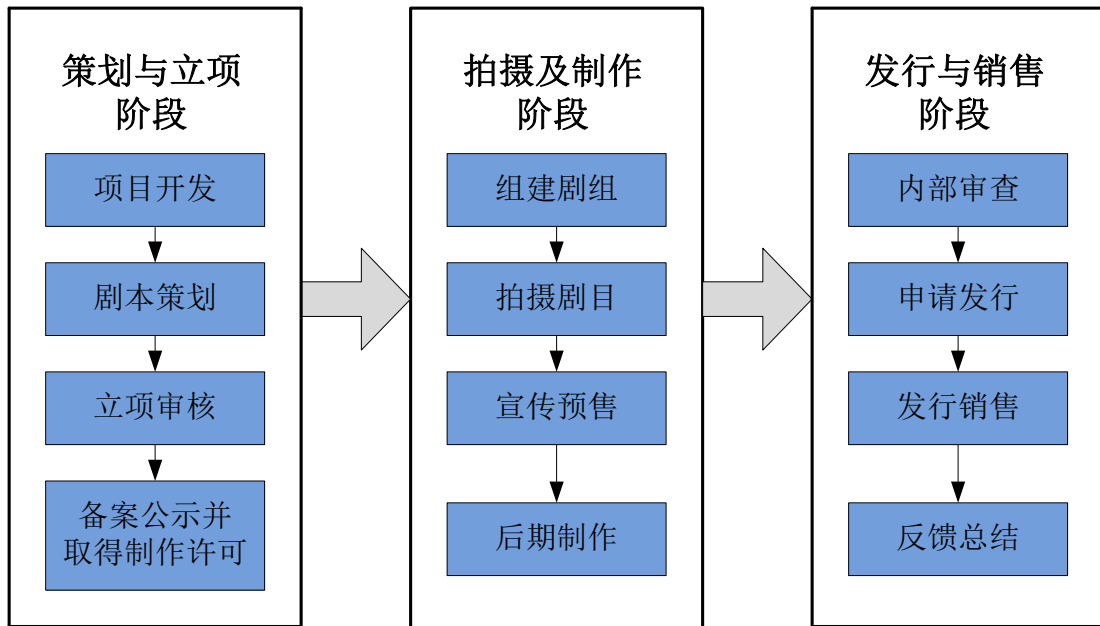 策划与立项
阶段
项目开发
剧本策划
立项审核
备案公示并
取得制作许可
拍摄及制作
阶段
组建剧组
拍摄剧目
宣传预售
后期制作
发行与销售
阶段
内部审查
申请发行
发行销售
反馈总结